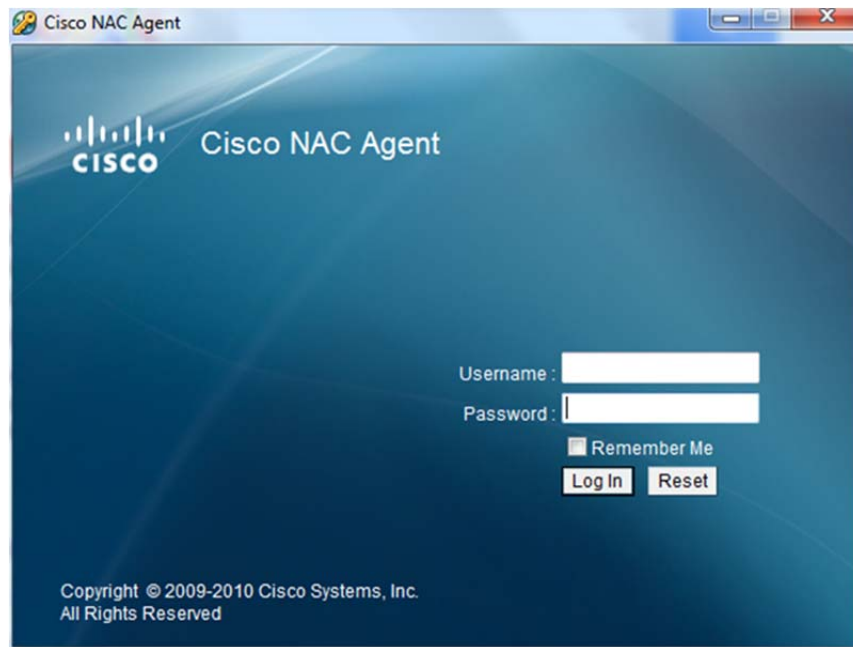 Cisco NAC Agent
CISCO
Cisco NAC Agent
Username :
Password :
Remember Me
Log In Reset
Copyright © 2009-2010 Cisco Systems, Inc.
All Rights Reserved